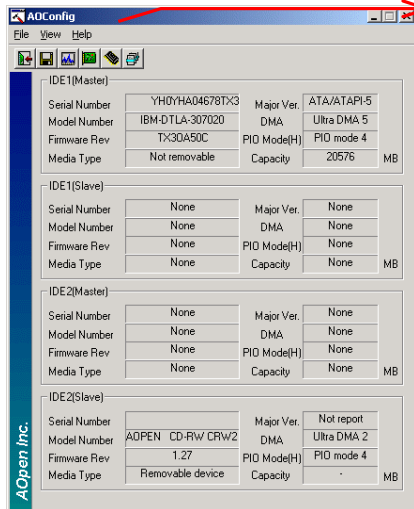 AOConfig
File View Help
IDE1(Master)
Serial Number YH0YHA04678TX3 Major Ver. ATA/ATAPI-5
Model Number IBM-DTLA-307020 DMA Ultra DMA 5
Firmware Rev TX3OA50C PIO Mode(H) PIO mode 4
Media Type Not removable Capacity 20576 MB
IDE1(Slave)
Serial Number None Major Ver. None
Model Number None DMA None
Firmware Rev None PIO Mode(H) None
Media Type None Capacity None MB
IDE2(Master)
Serial Number None Major Ver. None
Model Number None DMA None
Firmware Rev None PIO Mode(H) None
Media Type None Capacity None MB
IDE2(Slave)
Serial Number Major Ver. Not report
Model Number AOPEN CD-RW CRW2 DMA Ultra DMA 2
Firmware Rev 1.27 PIO Mode(H) PIO mode 4
Media Type Removable device Capacity - MB
AOpen Inc.